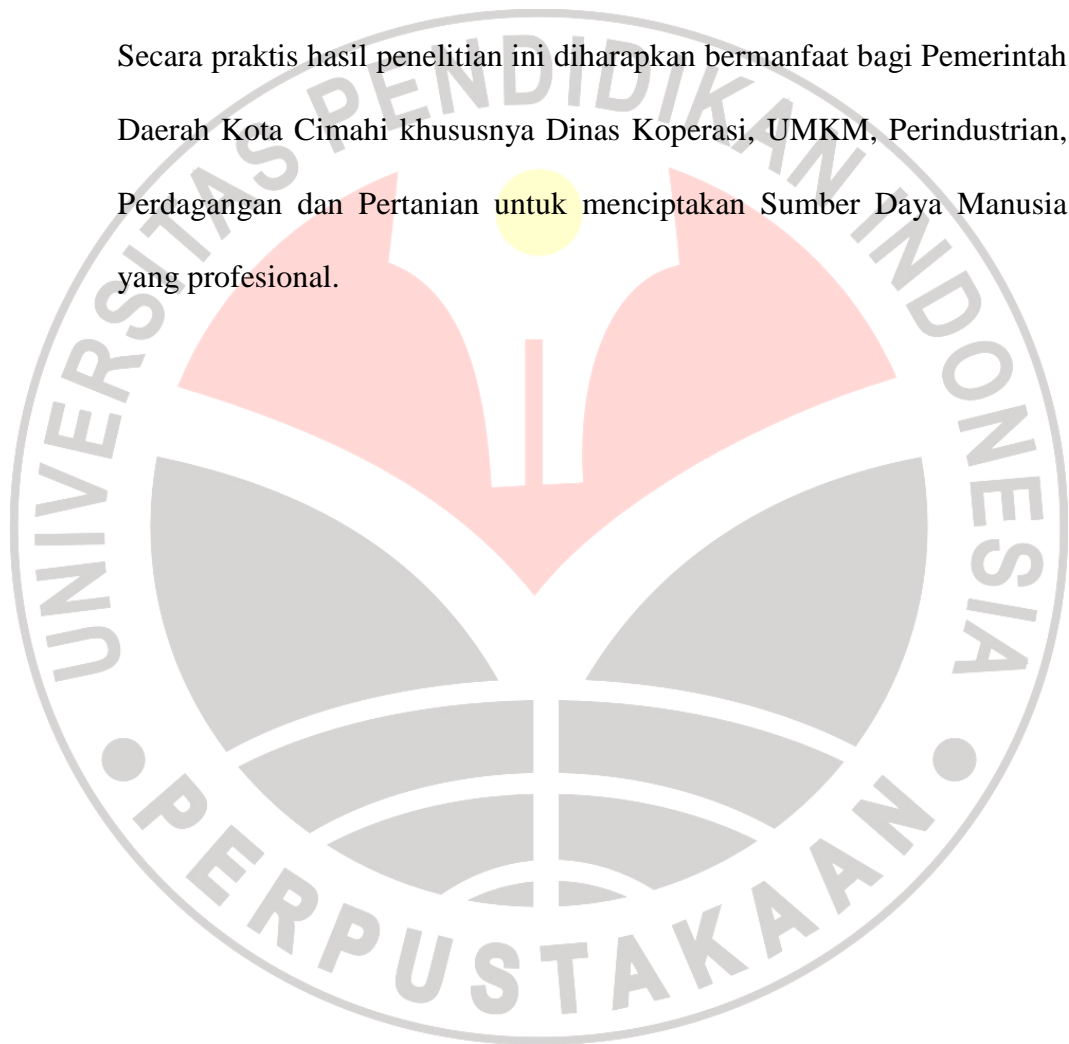 Secara praktis hasil penelitian ini diharapkan bermanfaat bagi Pemerintah
Daerah Kota Cimahi khususnya Dinas Koperasi, UMKM, Perindustrian,
Perdagangan dan Pertanian untuk menciptakan Sumber Daya Manusia
yang profesional.
UNIVERSITAS PENDIDIKAN INDONESIA
PERPUSTAKAAN